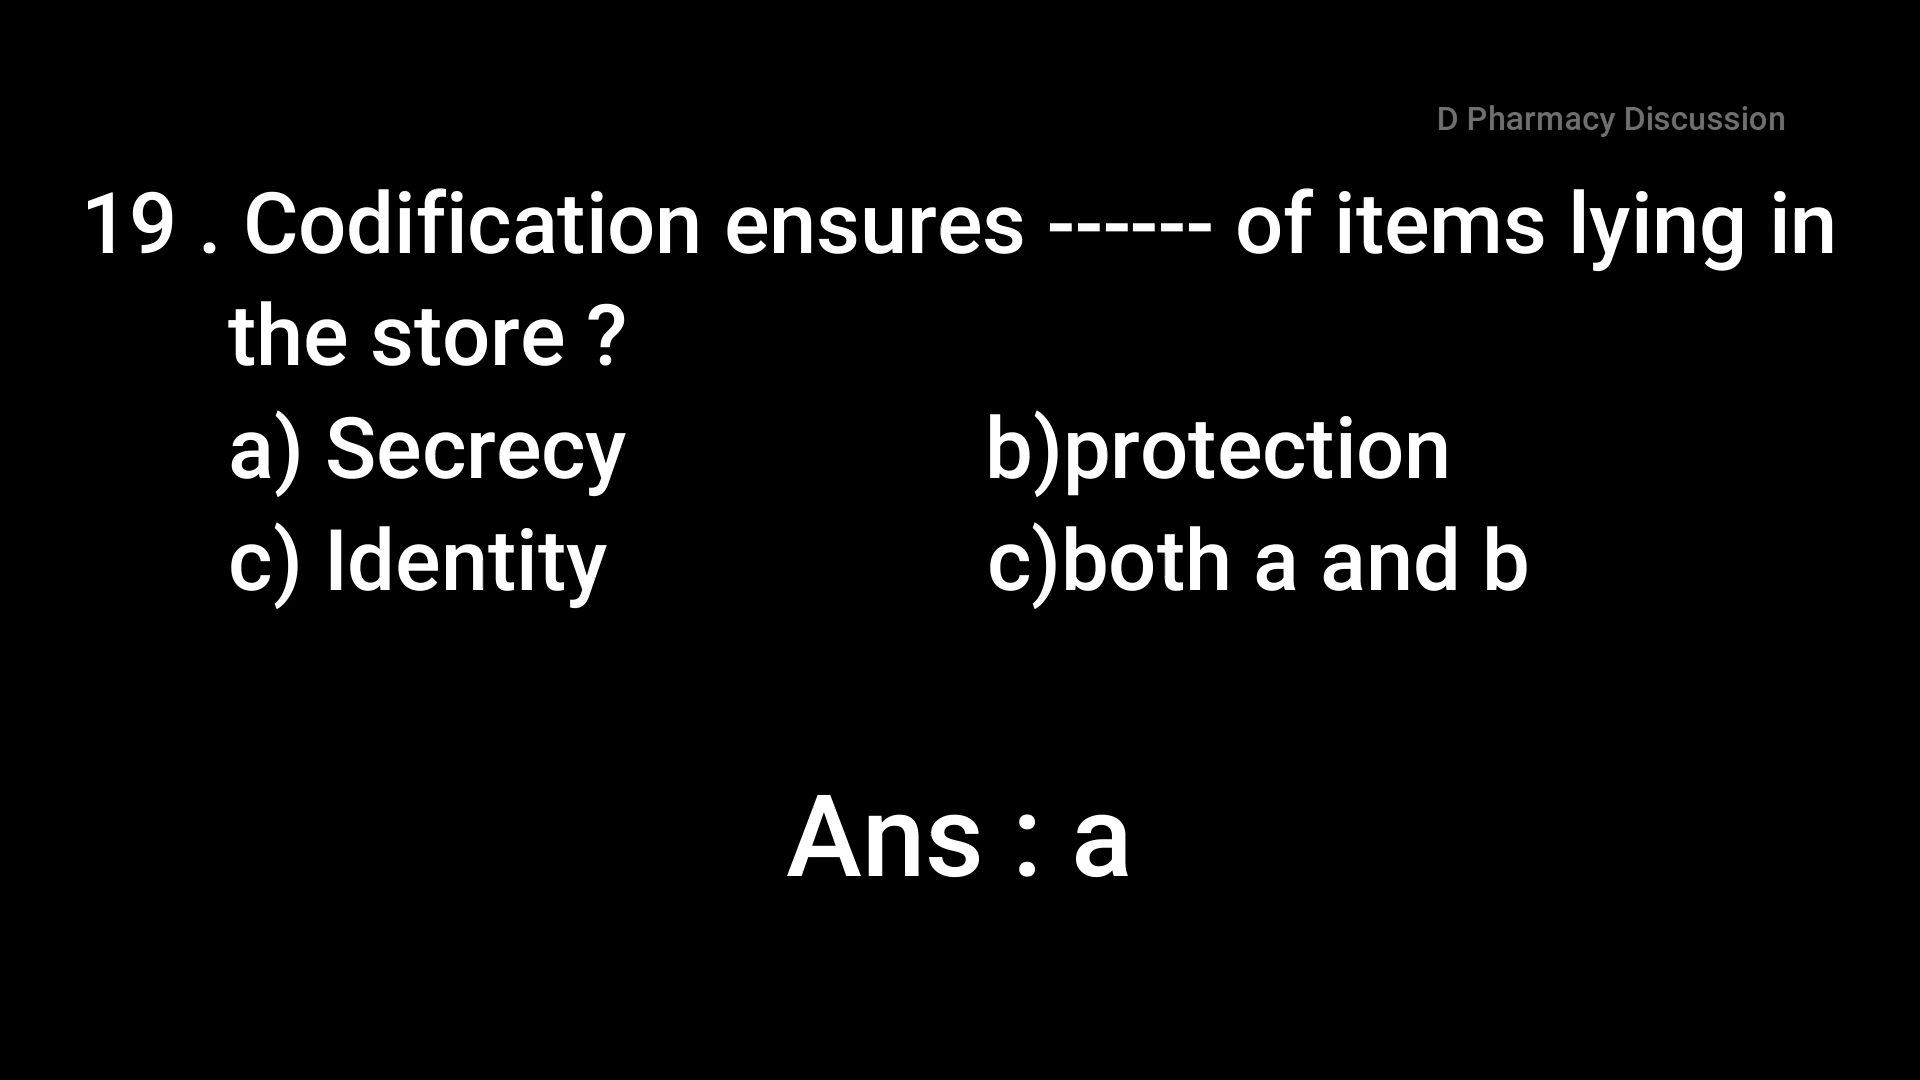 D Pharmacy Discussion
19 . Codification ensures ------ of items lying in
the store ?
a) Secrecy b)protection
c) Identity c)both a and b
Ans : a